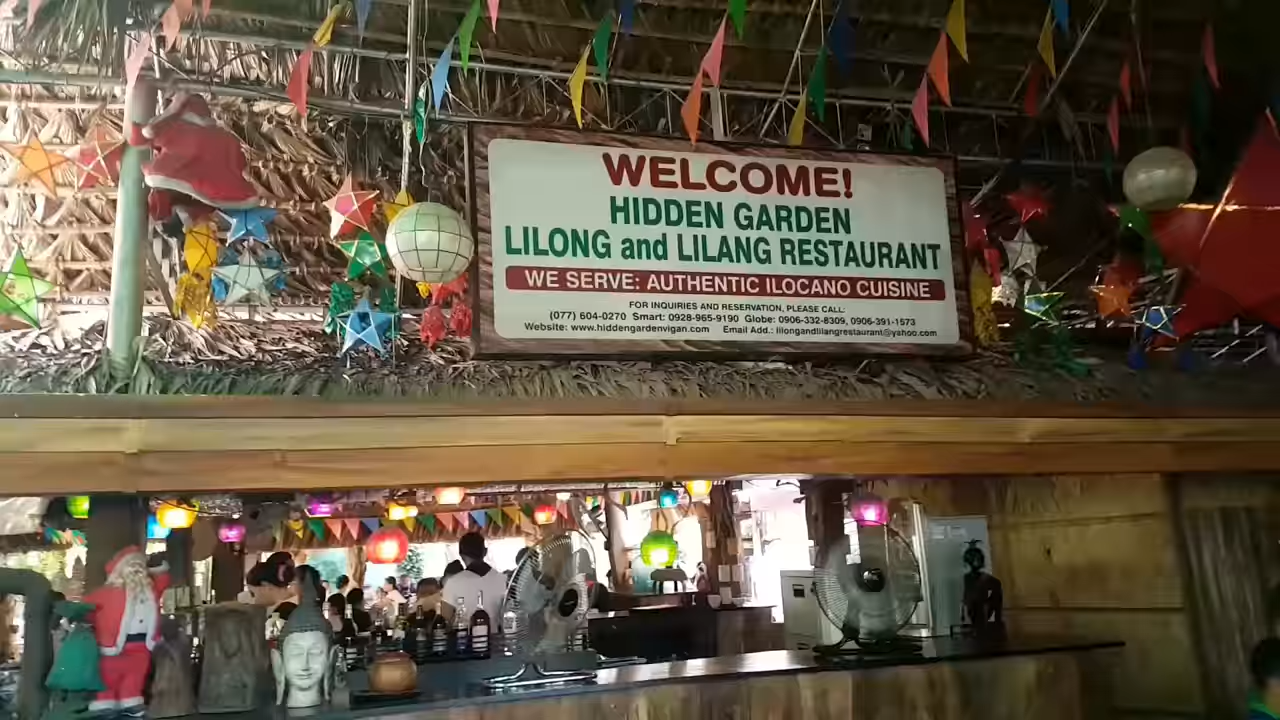 WELCOME!
HIDDEN GARDEN
LILONG and LILANG RESTAURANT
WE SERVE: AUTHENTIC ILOCANO CUISINE
FOR INQUIRIES AND RESERVATION, PLEASE CALL:
(077) 604-0270 Smart: 0928-965-9190 Globe: 0906-332-8309, 0906-391-1573
Website: www.hiddengardenvigan.com Email Add.: lilongandlilangrestaurant@yahoo.com